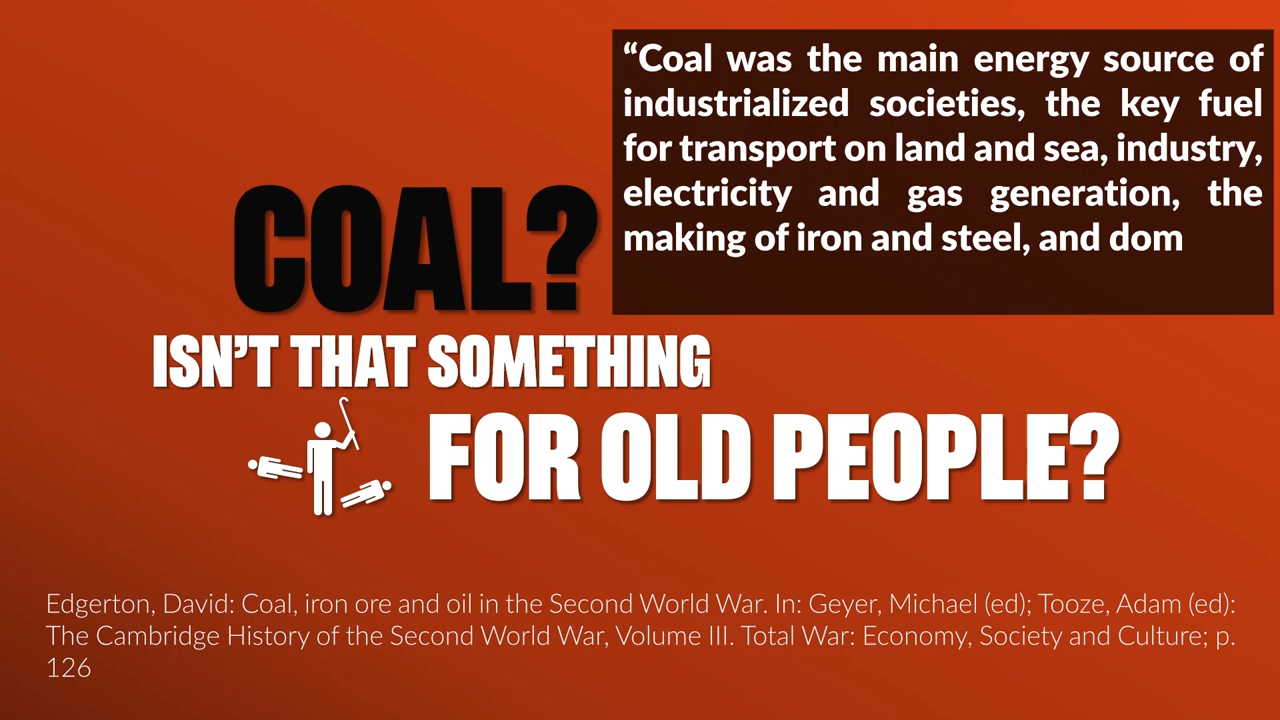 “Coal was the main energy source of
industrialized societies, the key fuel
for transport on land and sea, industry,
electricity and gas generation, the
making of iron and steel, and dom
COAL?
ISN’T THAT SOMETHING
FOR OLD PEOPLE?
Edgerton, David: Coal, iron ore and oil in the Second World War. In: Geyer, Michael (ed); Tooze, Adam (ed):
The Cambridge History of the Second World War, Volume III. Total War: Economy, Society and Culture; p.
126